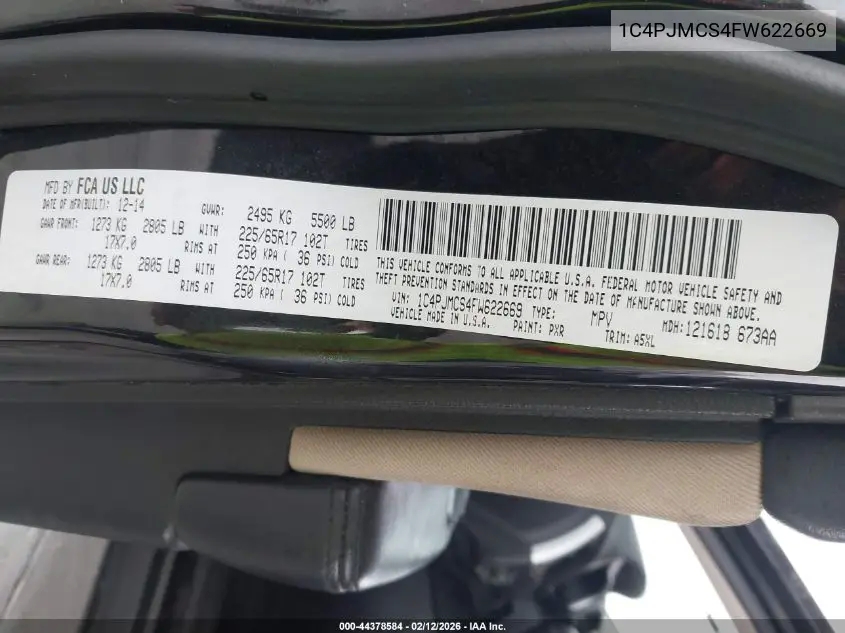 1C4PJMCS4FW622669
MFD BY FCA US LLC
DATE OF MFR(BUILT): 12-14 GVWR: 2495 KG 5500 LB
GAWR FRONT: 1273 KG 2805 LB WITH 225/65R17 102T TIRES
17X7.0 RIMS AT 250 KPA ( 36 PSI) COLD
GAWR REAR: 1273 KG 2805 LB WITH 225/65R17 102T TIRES
17X7.0 RIMS AT 250 KPA ( 36 PSI) COLD
THIS VEHICLE CONFORMS TO ALL APPLICABLE U.S.A. FEDERAL MOTOR VEHICLE SAFETY AND
THEFT PREVENTION STANDARDS IN EFFECT ON THE DATE OF MANUFACTURE SHOWN ABOVE.
VIN: 1C4PJMCS4FW622669 TYPE: MPV MDH:121618 673AA
VEHICLE MADE IN U.S.A. PAINT: PXR TRIM: A5XL
000-44378584 - 02/12/2026 - IAA Inc.